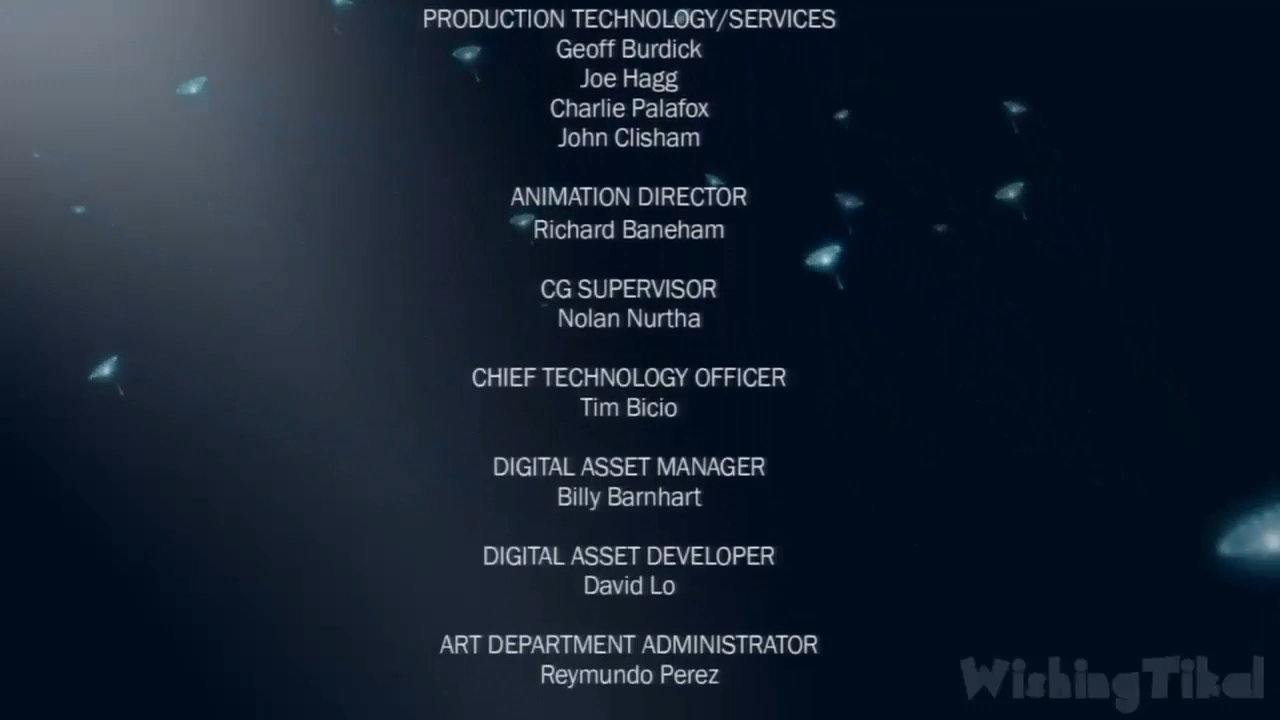 PRODUCTION TECHNOLOGY/SERVICES
Geoff Burdick
Joe Hagg
Charlie Palafox
John Clisham
ANIMATION DIRECTOR
Richard Baneham
CG SUPERVISOR
Nolan Nurtha
CHIEF TECHNOLOGY OFFICER
Tim Bicio
DIGITAL ASSET MANAGER
Billy Barnhart
DIGITAL ASSET DEVELOPER
David Lo
ART DEPARTMENT ADMINISTRATOR
Reymundo Perez
WishingTikal